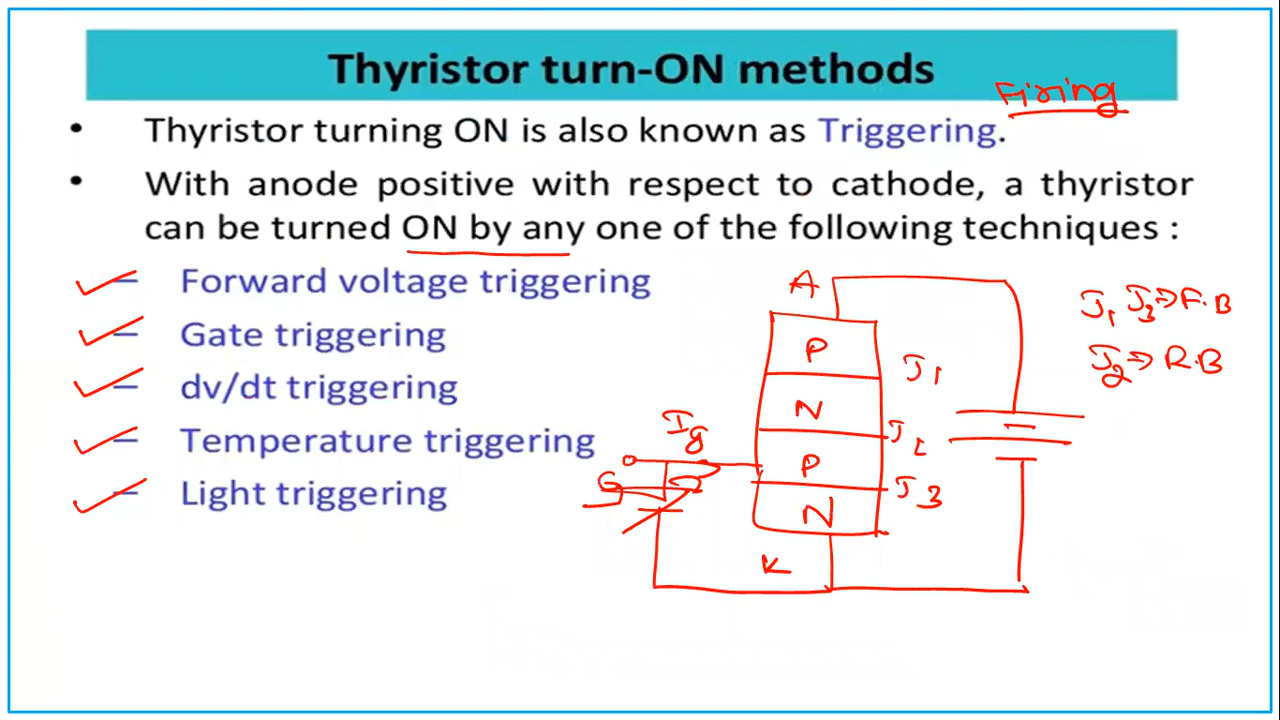 Thyristor turn-ON methods
Firing
• Thyristor turning ON is also known as Triggering.
• With anode positive with respect to cathode, a thyristor
can be turned ON by any one of the following techniques :
– Forward voltage triggering
– Gate triggering
– dv/dt triggering
– Temperature triggering
– Light triggering
A
P
N
P
N
K
J1
J2
J3
Ig
G
J1 J3 ⇒ F.B
J2 ⇒ R.B